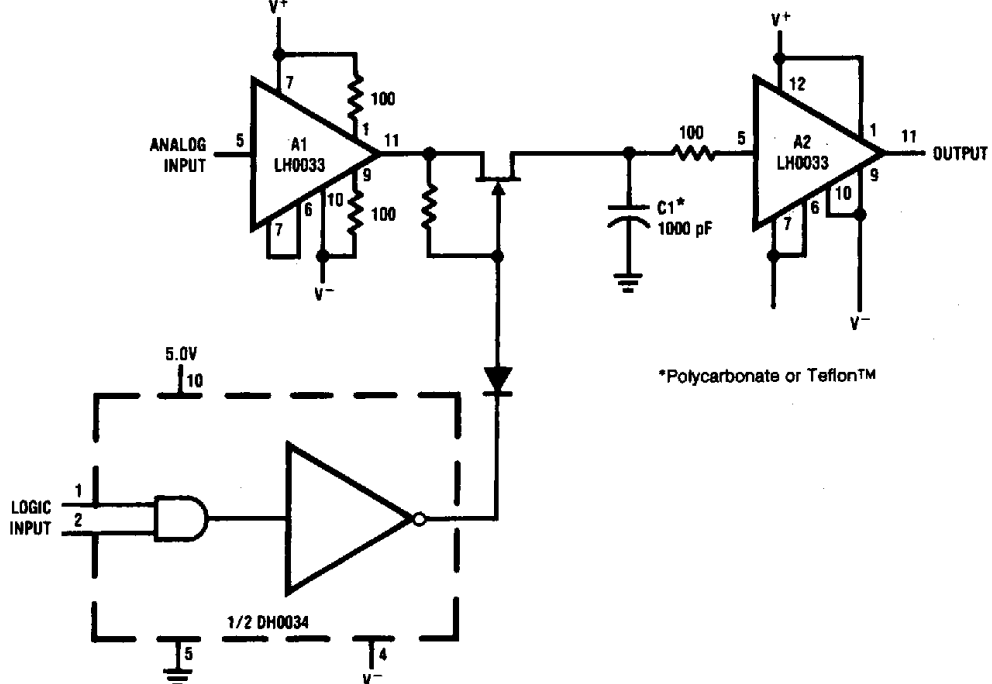 V+
7
100
1
ANALOG
INPUT
5
A1
LH0033
11
9
10
6
7
100
V−
V+
12
100
5
A2
LH0033
1
11
OUTPUT
9
10
6
7
C1*
1000 pF
V−
*Polycarbonate or Teflon™
5.0V
10
LOGIC
INPUT
1
2
1/2 DH0034
5
4
V−